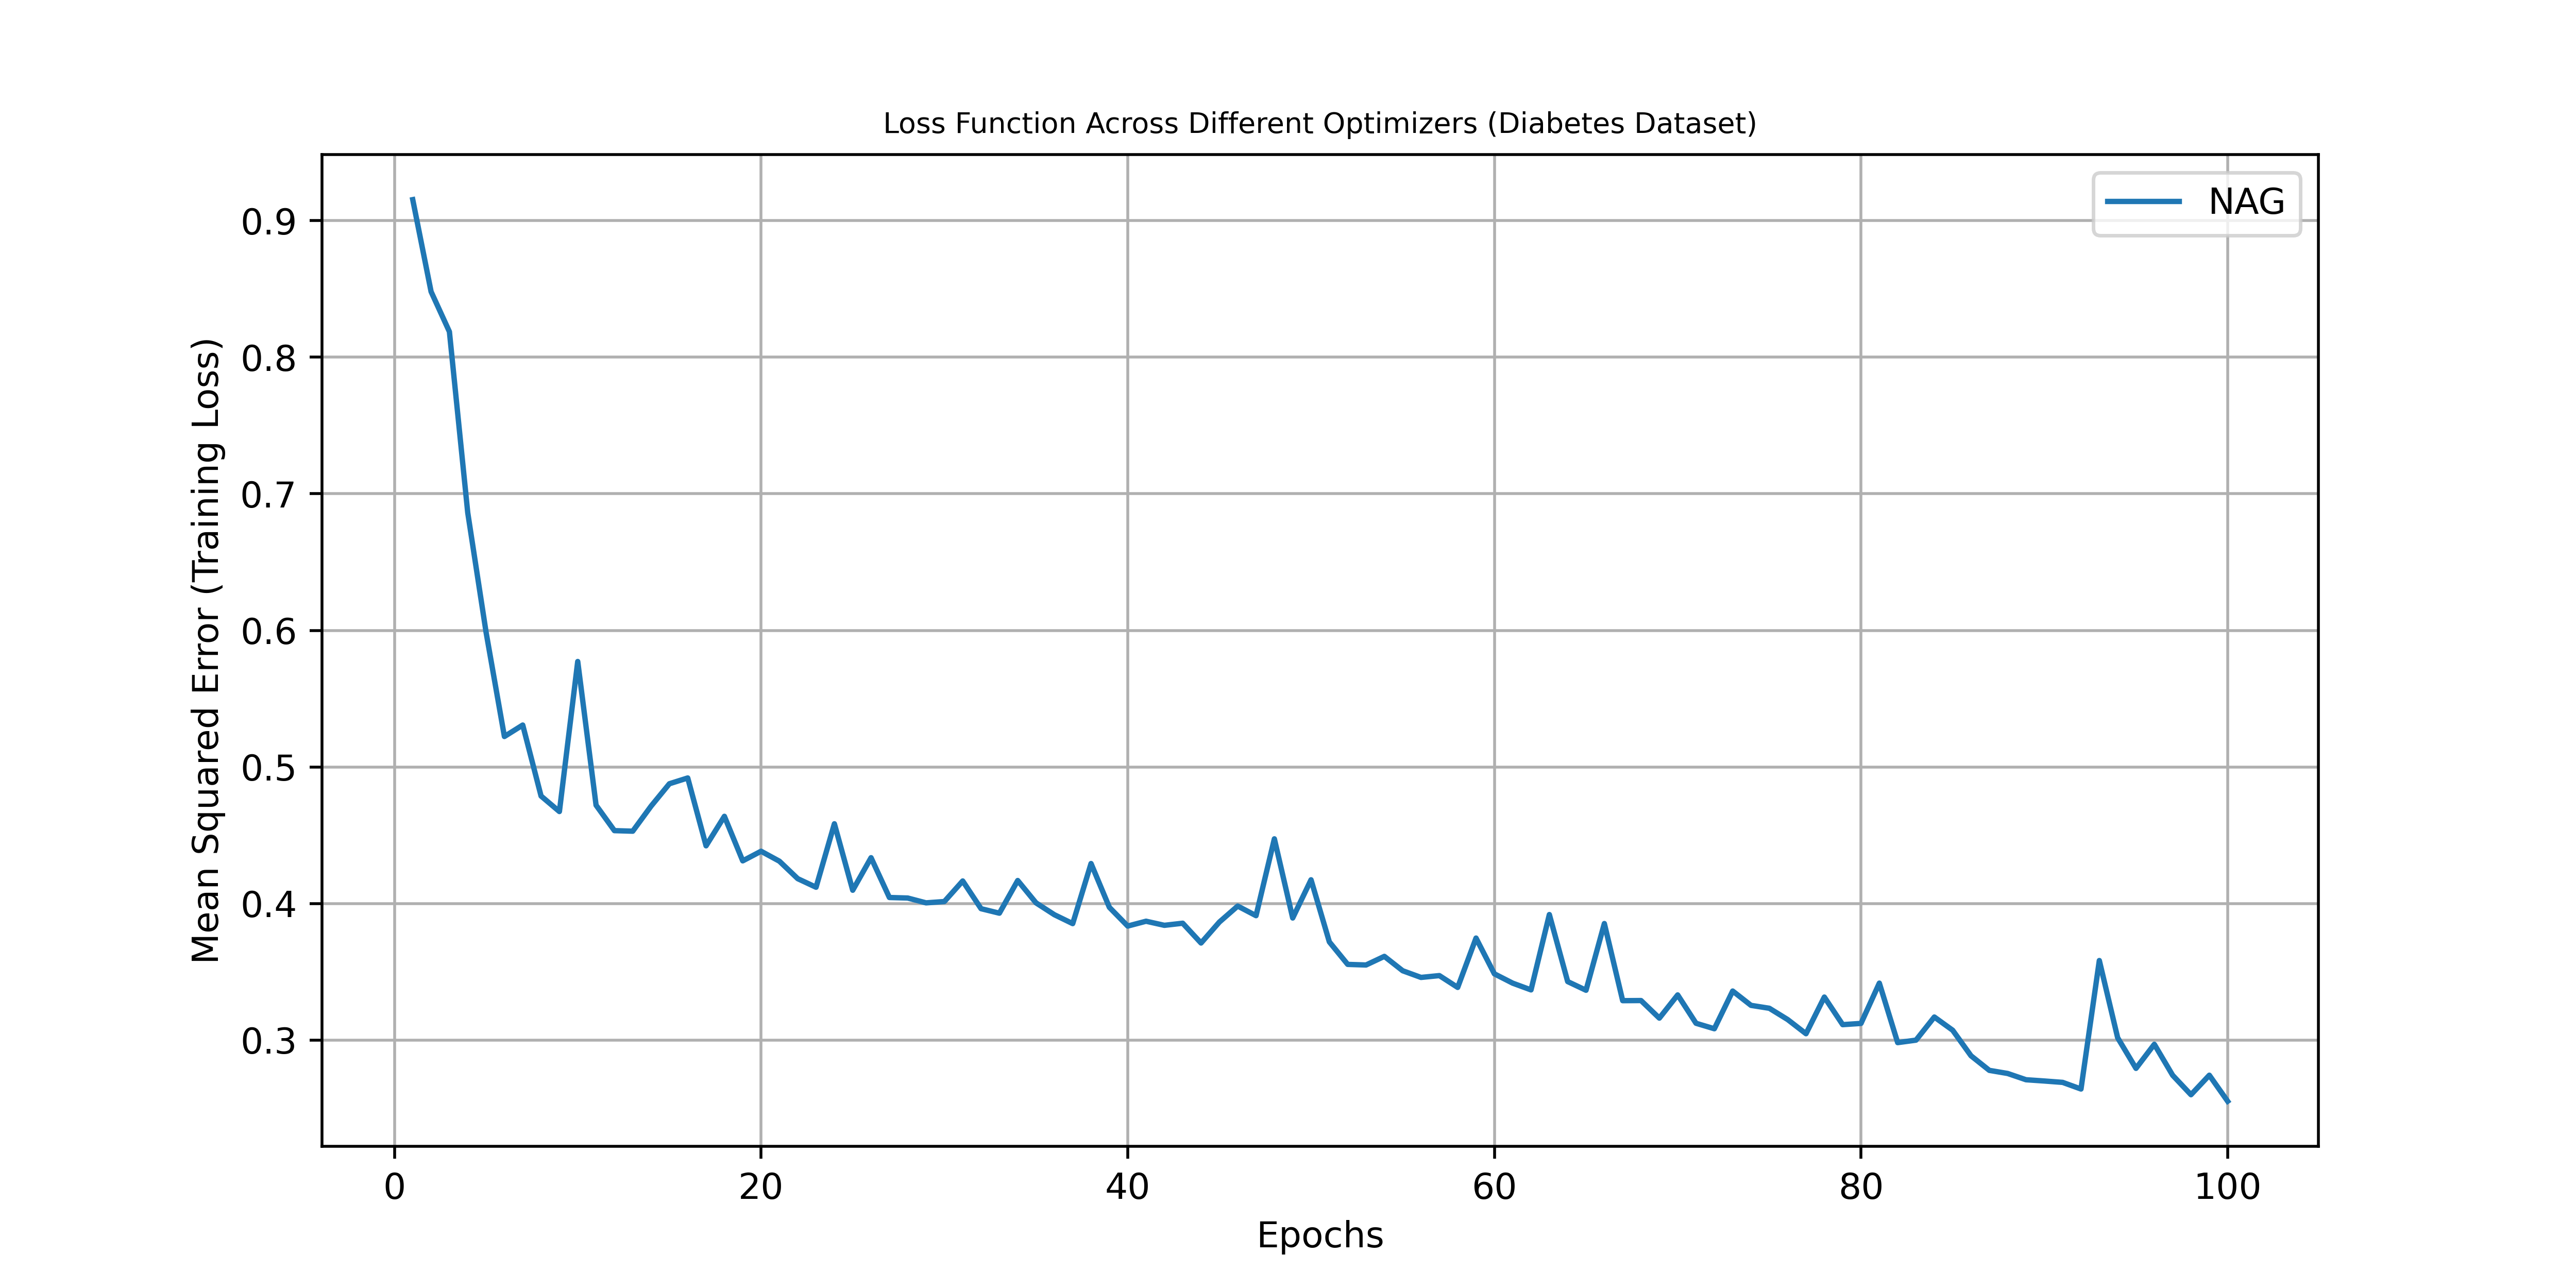 Loss Function Across Different Optimizers (Diabetes Dataset)
NAG
Mean Squared Error (Training Loss)
0.9
0.8
0.7
0.6
0.5
0.4
0.3
0 20 40 60 80 100
Epochs